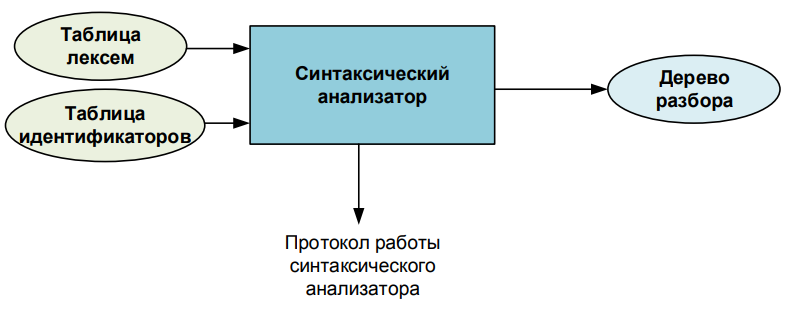 Таблица
лексем
Таблица
идентификаторов
Синтаксический
анализатор
Дерево
разбора
Протокол работы
синтаксического
анализатора